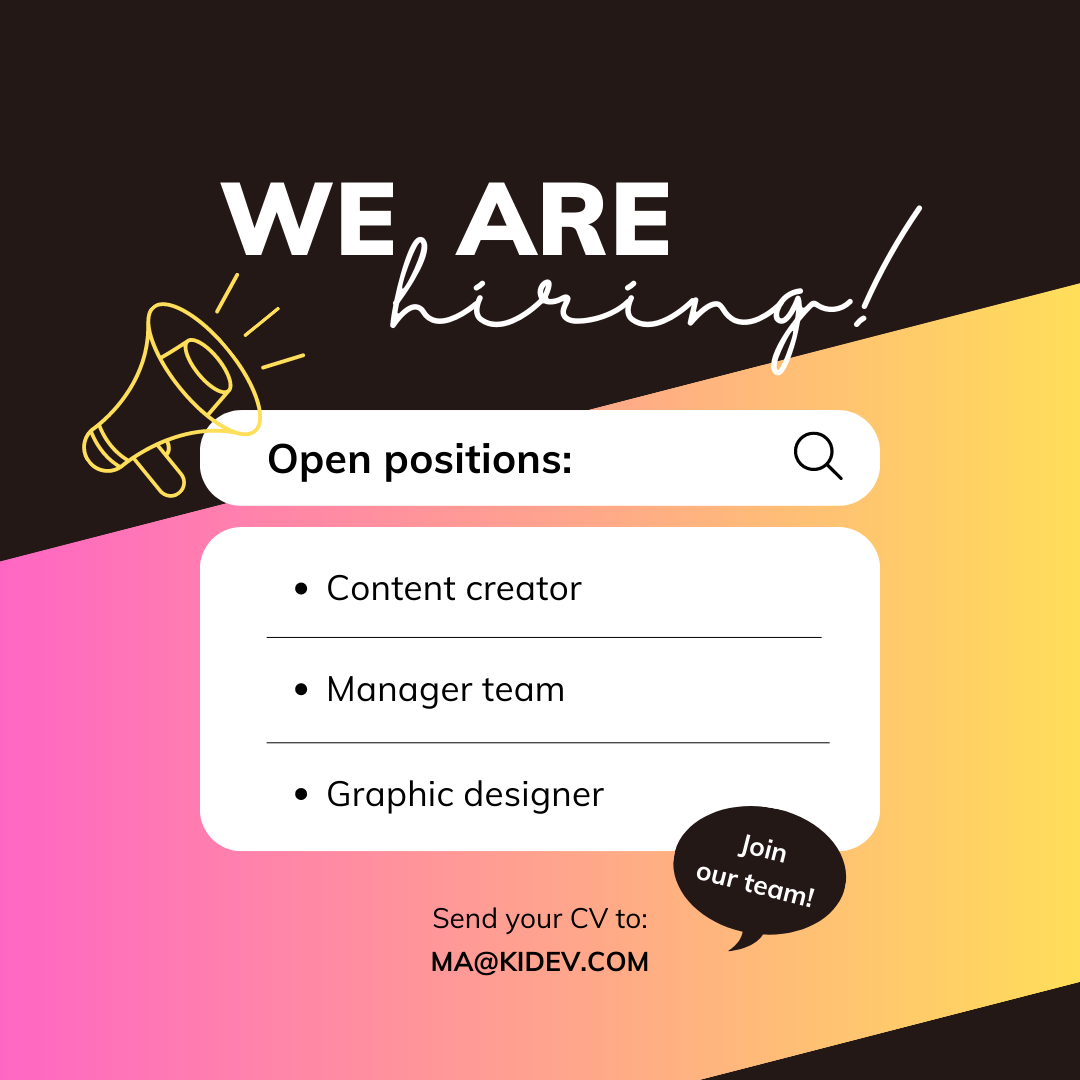 WE ARE
hiring!
Open positions:
• Content creator
• Manager team
• Graphic designer
Join
our team!
Send your CV to:
MA@KIDEV.COM